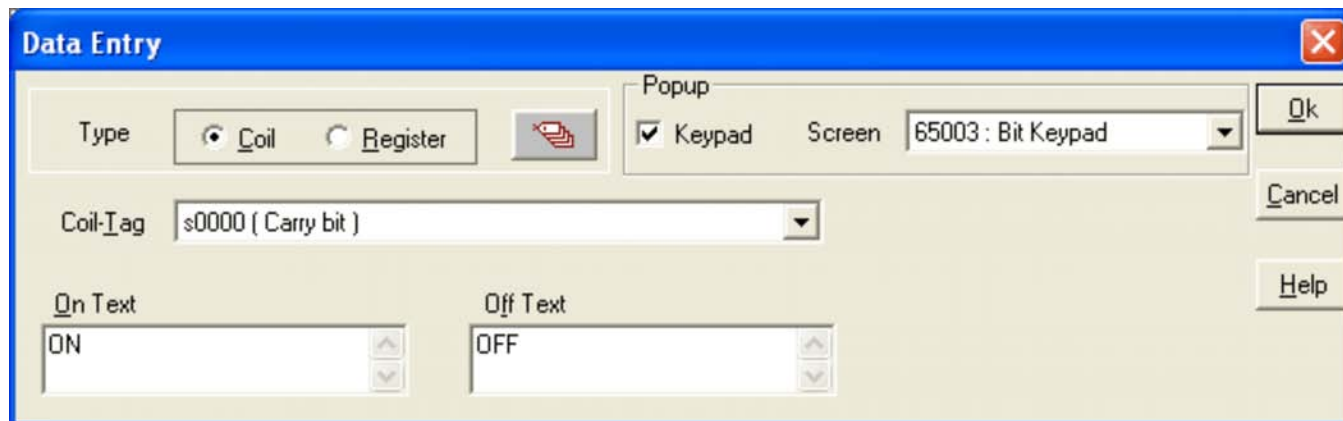 Data Entry
Popup
Type
Coil
Register
Keypad
Screen
65003 : Bit Keypad
Ok
Coil-Tag
s0000 ( Carry bit )
Cancel
On Text
Off Text
Help
ON
OFF